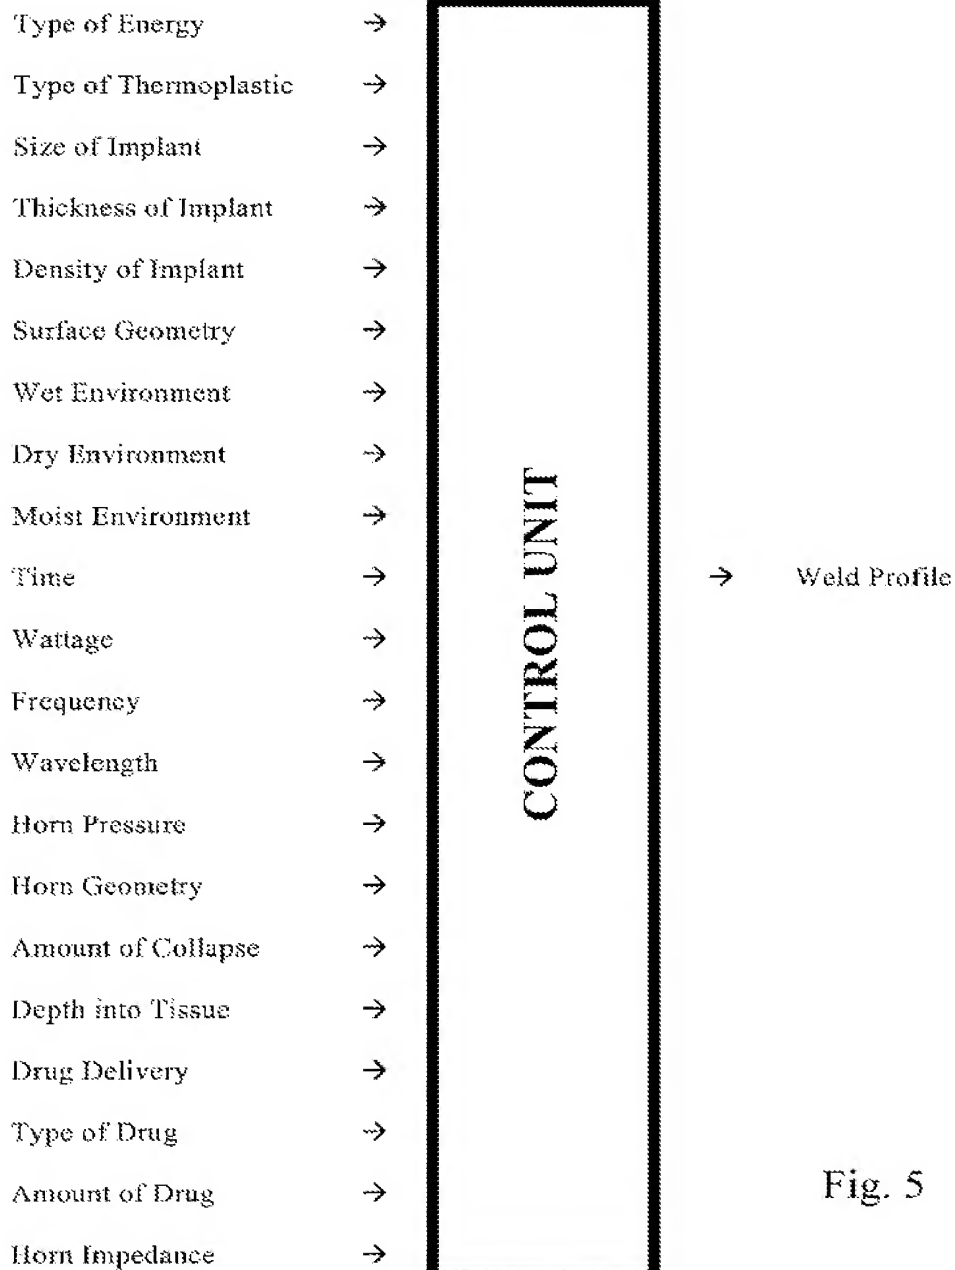 Type of Energy →
Type of Thermoplastic →
Size of Implant →
Thickness of Implant →
Density of Implant →
Surface Geometry →
Wet Environment →
Dry Environment →
Moist Environment →
Time →
Wattage →
Frequency →
Wavelength →
Horn Pressure →
Horn Geometry →
Amount of Collapse →
Depth into Tissue →
Drug Delivery →
Type of Drug →
Amount of Drug →
Horn Impedance →
CONTROL UNIT
→ Weld Profile
Fig. 5